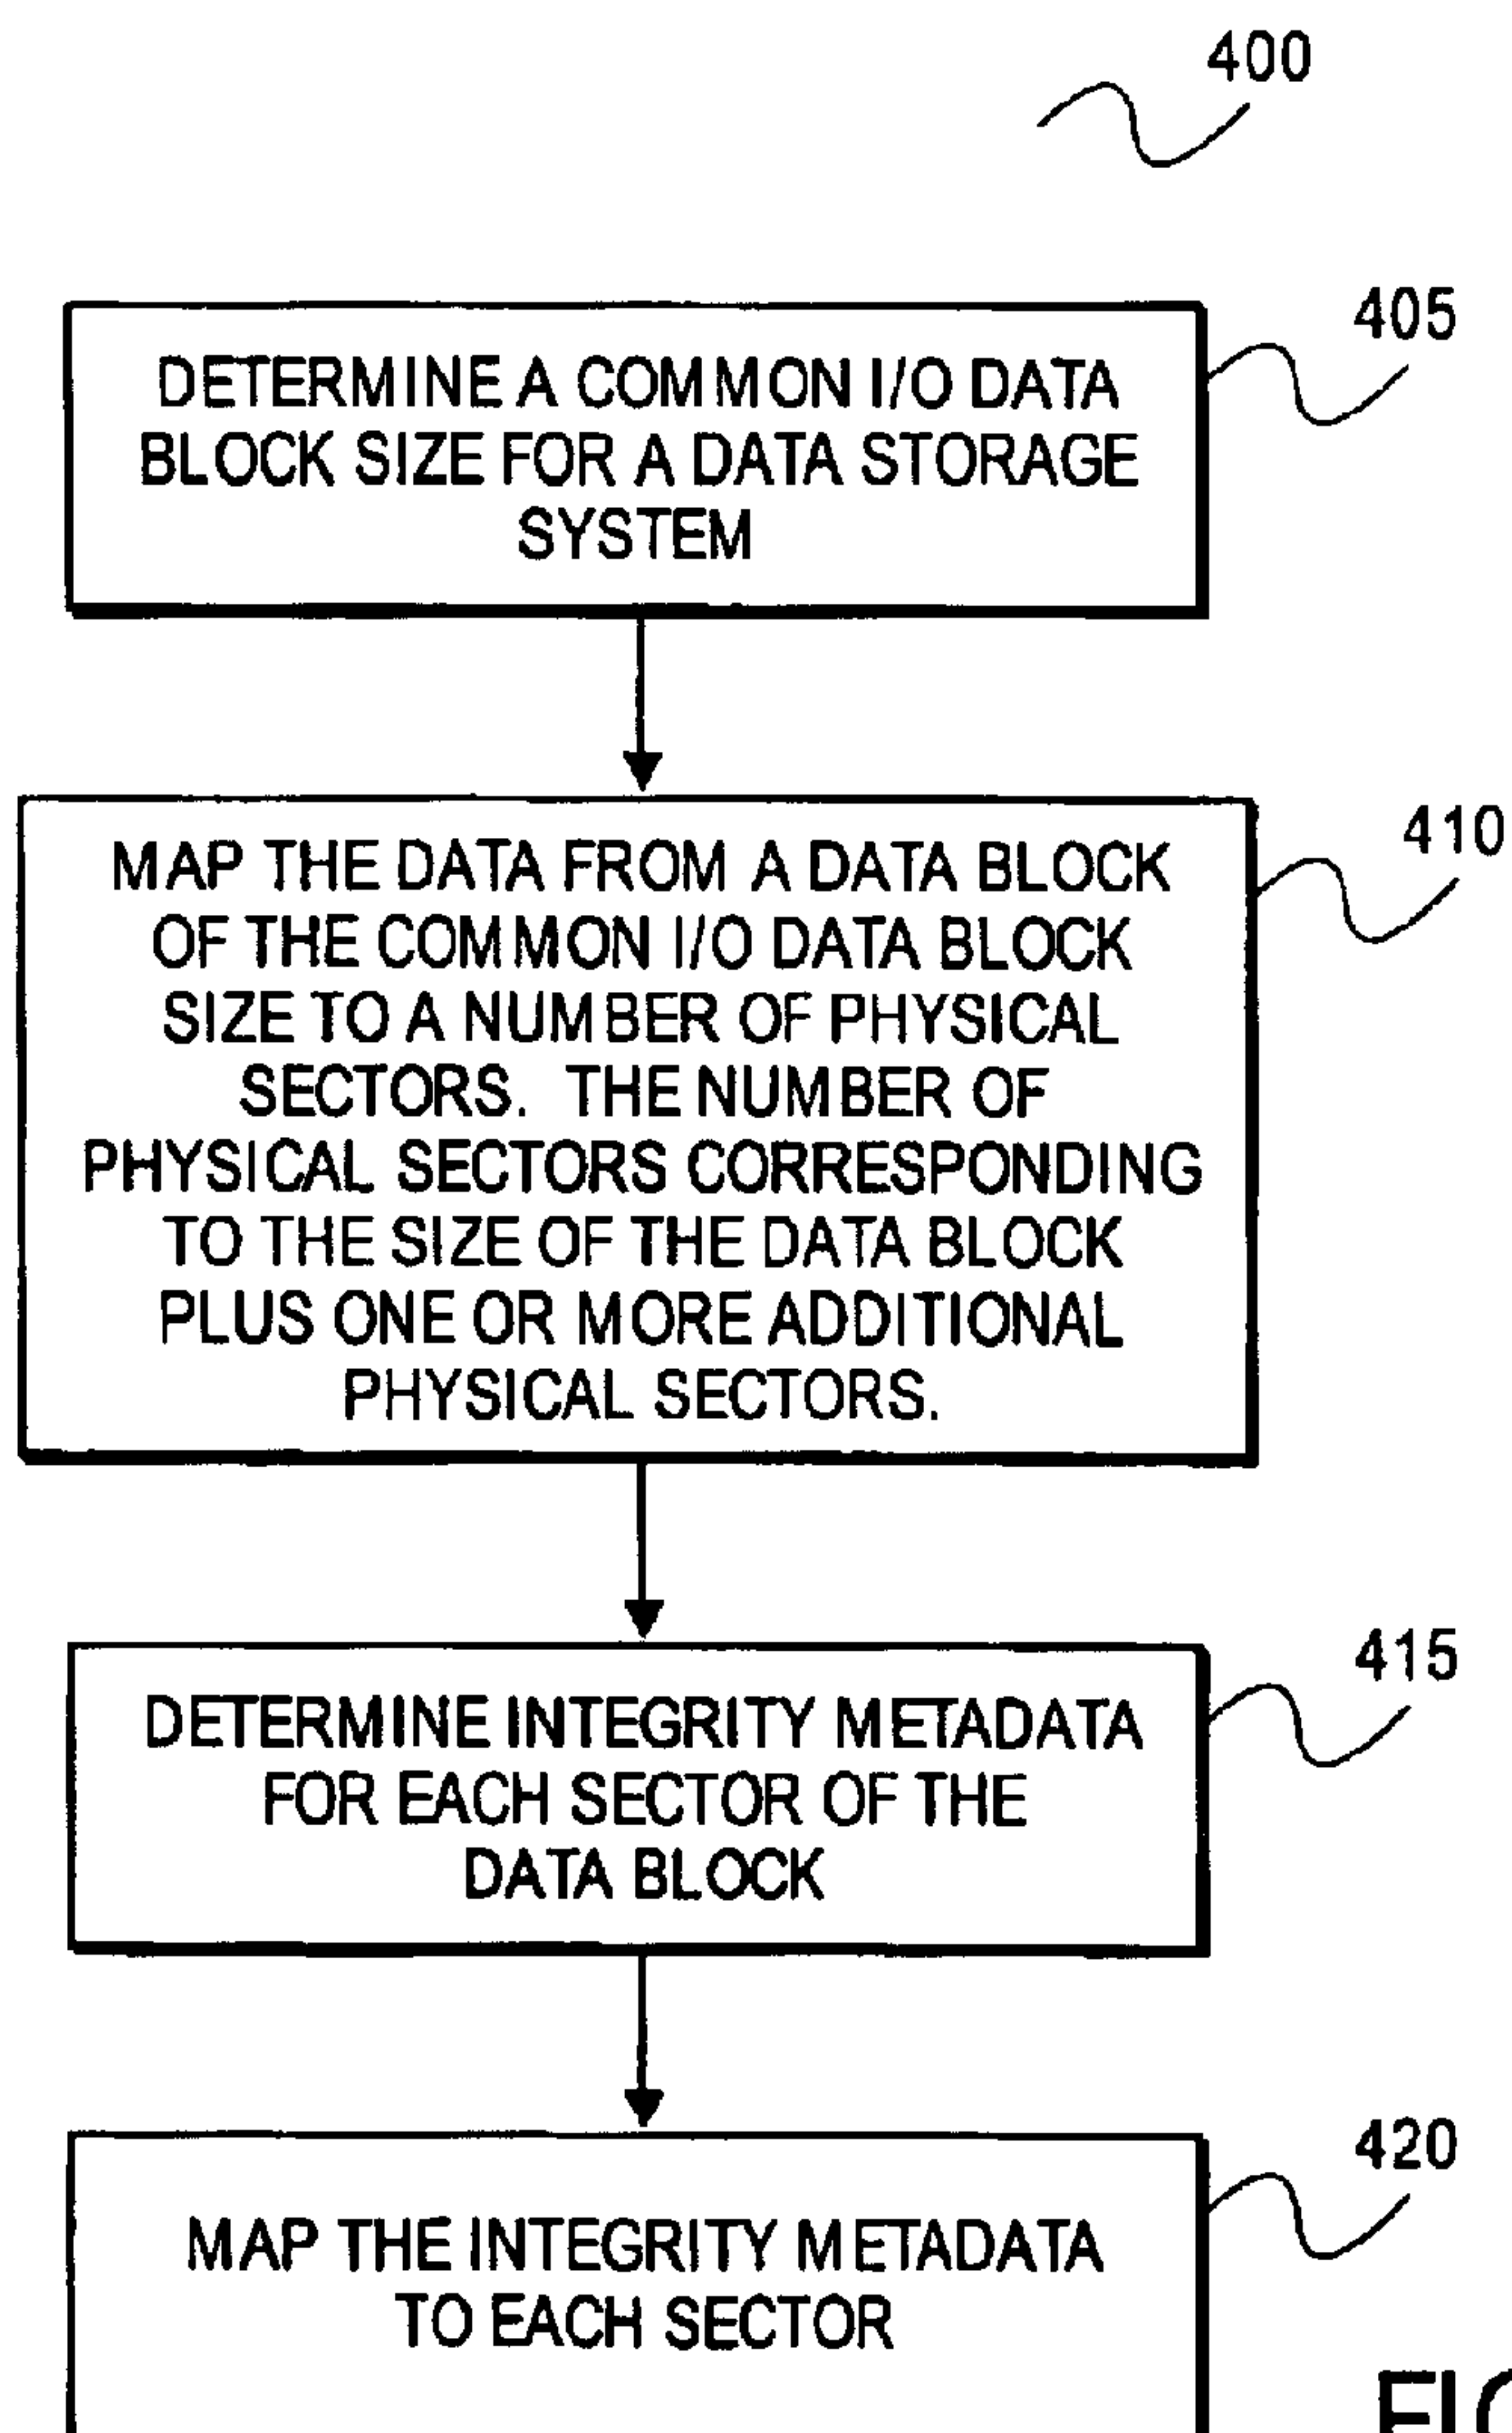 400
405
DETERMINE A COMMON I/O DATA
BLOCK SIZE FOR A DATA STORAGE
SYSTEM
410
MAP THE DATA FROM A DATA BLOCK
OF THE COMMON I/O DATA BLOCK
SIZE TO A NUMBER OF PHYSICAL
SECTORS. THE NUMBER OF
PHYSICAL SECTORS CORRESPONDING
TO THE SIZE OF THE DATA BLOCK
PLUS ONE OR MORE ADDITIONAL
PHYSICAL SECTORS.
415
DETERMINE INTEGRITY METADATA
FOR EACH SECTOR OF THE
DATA BLOCK
420
MAP THE INTEGRITY METADATA
TO EACH SECTOR